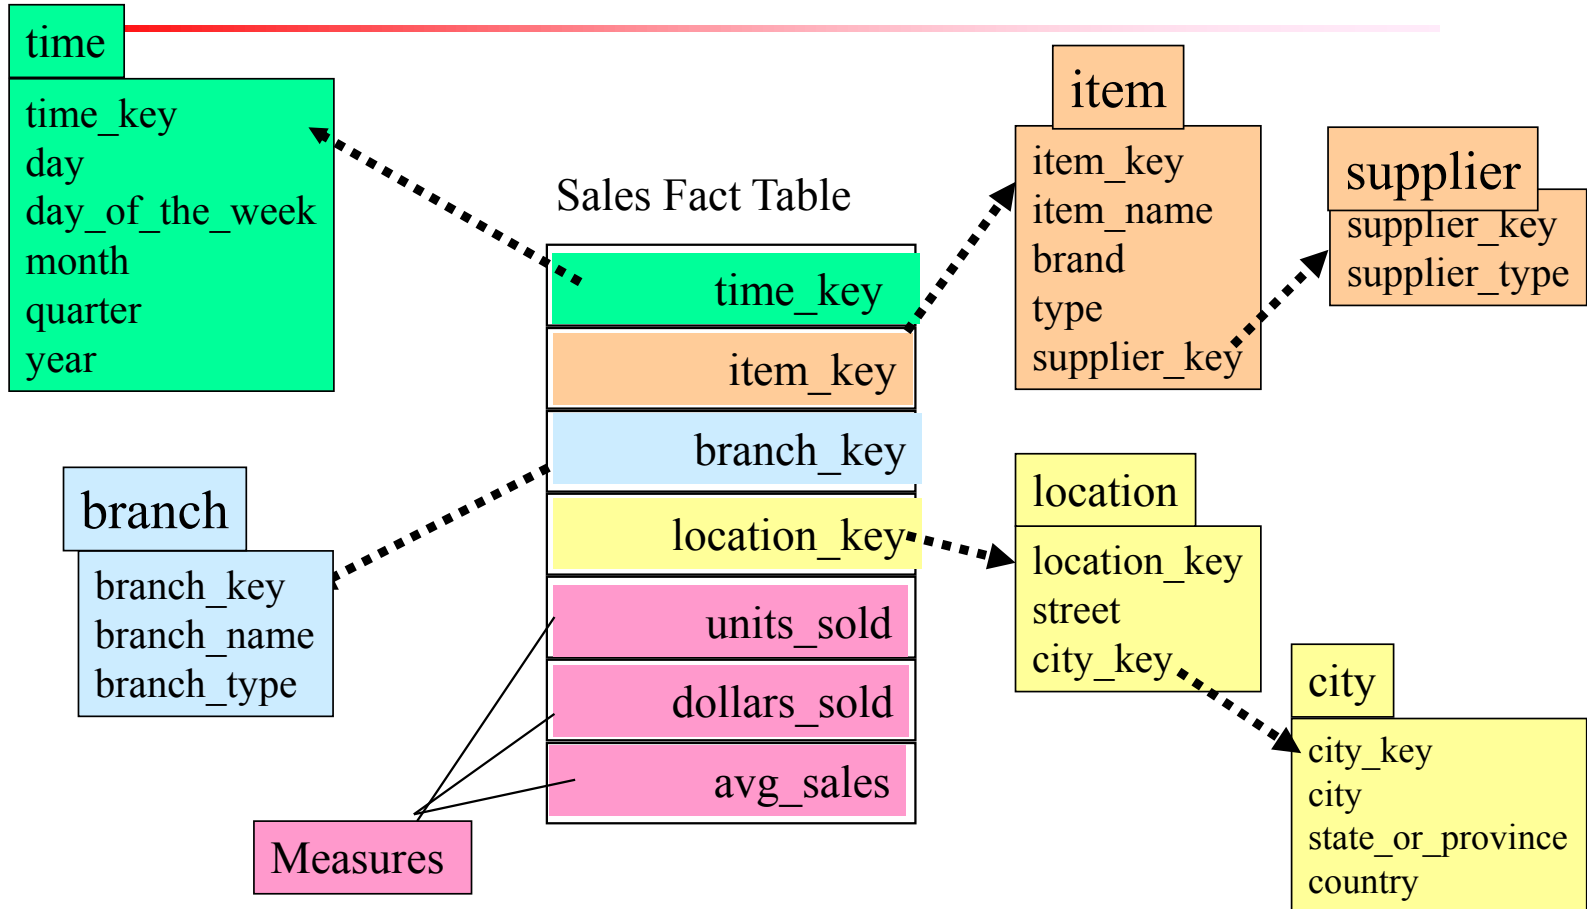 time
time_key
day
day_of_the_week
month
quarter
year
branch
branch_key
branch_name
branch_type
Sales Fact Table
time_key
item_key
branch_key
location_key
units_sold
dollars_sold
avg_sales
Measures
item
item_key
item_name
brand
type
supplier_key
supplier
supplier_key
supplier_type
location
location_key
street
city_key
city
city_key
city
state_or_province
country